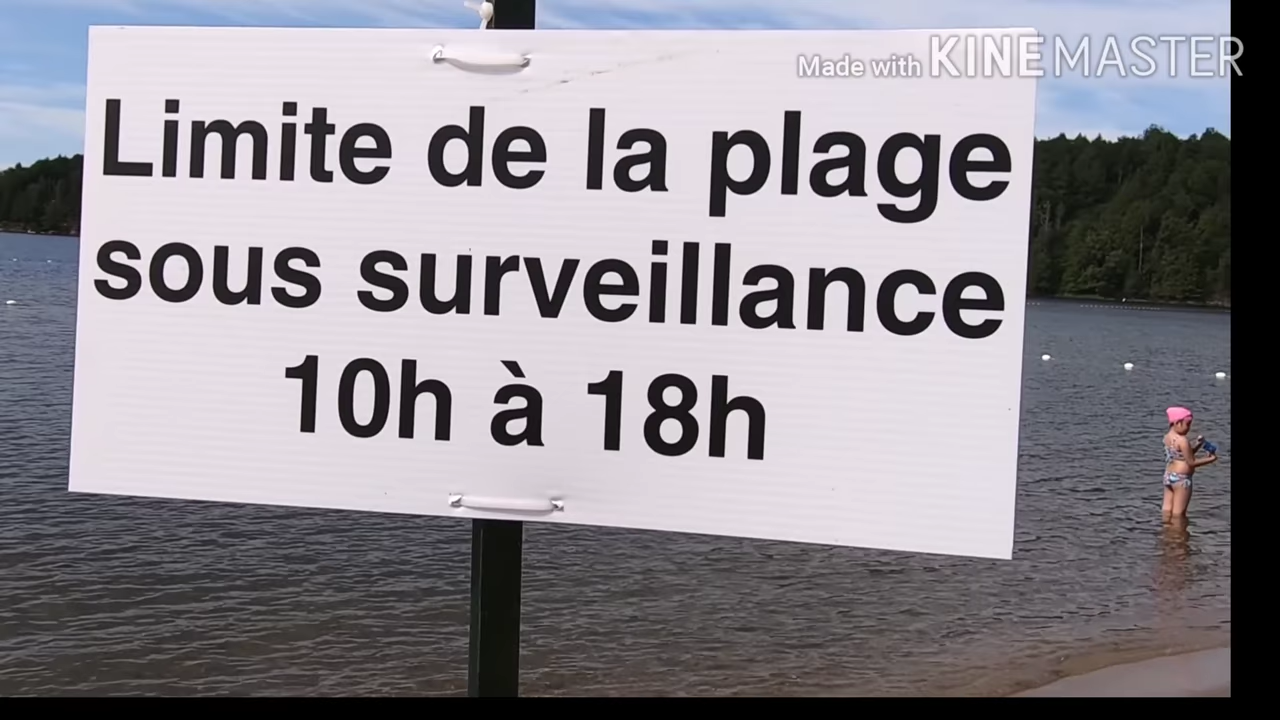 Made with KINEMASTER
Limite de la plage
sous surveillance
10h à 18h